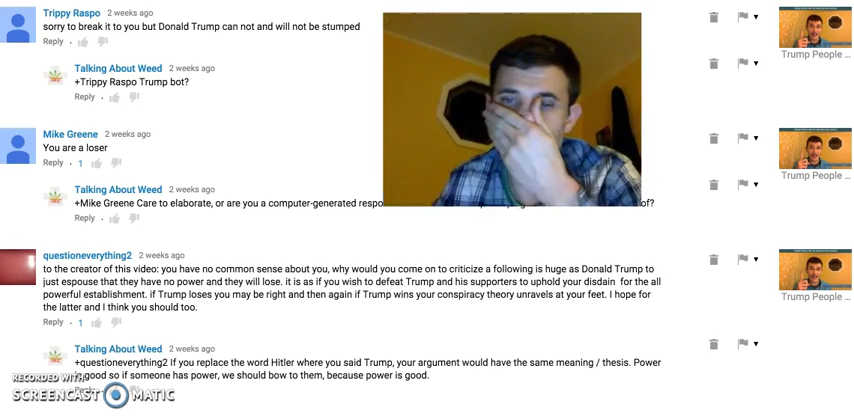 Trippy Raspo 2 weeks ago
sorry to break it to you but Donald Trump can not and will not be stumped
Reply
Trump People ...
Talking About Weed 2 weeks ago
+Trippy Raspo Trump bot?
Reply
Mike Greene 2 weeks ago
You are a loser
Reply 1
Trump People ...
Talking About Weed 2 weeks ago
+Mike Greene Care to elaborate, or are you a computer-generated respo of?
Reply
questioneverything2 2 weeks ago
to the creator of this video: you have no common sense about you, why would you come on to criticize a following is huge as Donald Trump to
just espouse that they have no power and they will lose. it is as if you wish to defeat Trump and his supporters to uphold your disdain for the all
powerful establishment. if Trump loses you may be right and then again if Trump wins your conspiracy theory unravels at your feet. I hope for
the latter and I think you should too.
Trump People ...
Reply 1
Talking About Weed 2 weeks ago
+questioneverything2 If you replace the word Hitler where you said Trump, your argument would have the same meaning / thesis. Power
good so if someone has power, we should bow to them, because power is good.
RECORDED WITH
SCREENCAST MATIC